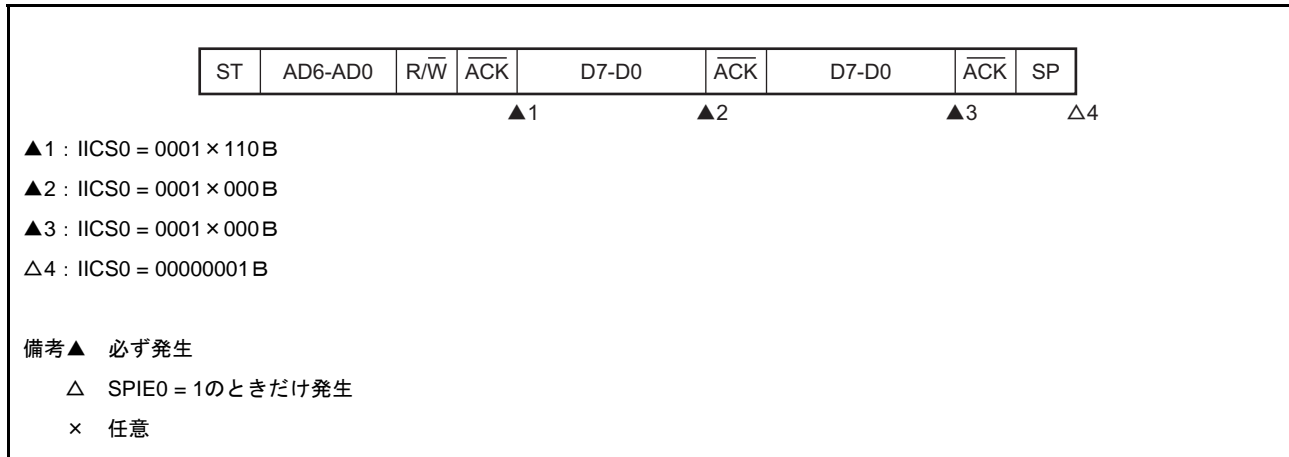 ST AD6-AD0 R/W ACK D7-D0 ACK D7-D0 ACK SP
▲1 ▲2 ▲3 △4
▲1：IICS0 = 0001×110B
▲2：IICS0 = 0001×000B
▲3：IICS0 = 0001×000B
△4：IICS0 = 00000001B
備考▲ 必ず発生
△ SPIE0 = 1のときだけ発生
× 任意